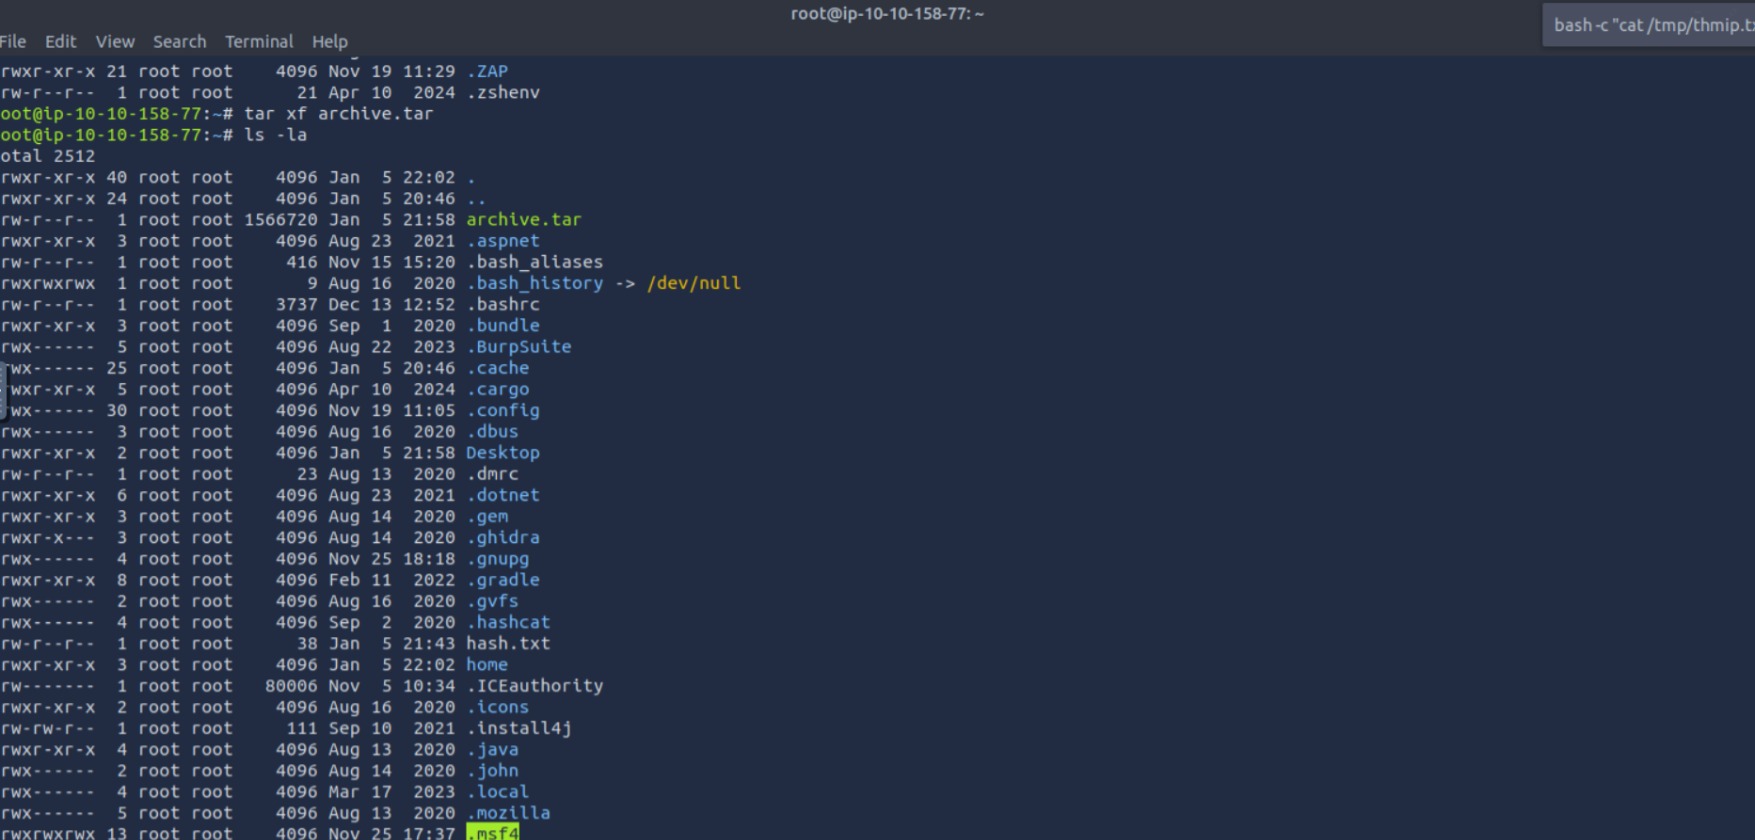 root@ip-10-10-158-77: ~
bash -c "cat /tmp/thmip.tx
File Edit View Search Terminal Help
rwxr-xr-x 21 root root    4096 Nov 19 11:29 .ZAP
rw-r--r--  1 root root      21 Apr 10  2024 .zshenv
oot@ip-10-10-158-77:~# tar xf archive.tar
oot@ip-10-10-158-77:~# ls -la
otal 2512
rwxr-xr-x 40 root root    4096 Jan  5 22:02 .
rwxr-xr-x 24 root root    4096 Jan  5 20:46 ..
rw-r--r--  1 root root 1566720 Jan  5 21:58 archive.tar
rwxr-xr-x  3 root root    4096 Aug 23  2021 .aspnet
rw-r--r--  1 root root     416 Nov 15 15:20 .bash_aliases
rwxrwxrwx  1 root root       9 Aug 16  2020 .bash_history -> /dev/null
rw-r--r--  1 root root    3737 Dec 13 12:52 .bashrc
rwxr-xr-x  3 root root    4096 Sep  1  2020 .bundle
rwx------  5 root root    4096 Aug 22  2023 .BurpSuite
rwx------ 25 root root    4096 Jan  5 20:46 .cache
rwxr-xr-x  5 root root    4096 Apr 10  2024 .cargo
rwx------ 30 root root    4096 Nov 19 11:05 .config
rwx------  3 root root    4096 Aug 16  2020 .dbus
rwxr-xr-x  2 root root    4096 Jan  5 21:58 Desktop
rw-r--r--  1 root root      23 Aug 13  2020 .dmrc
rwxr-xr-x  6 root root    4096 Aug 23  2021 .dotnet
rwxr-xr-x  3 root root    4096 Aug 14  2020 .gem
rwxr-x---  3 root root    4096 Aug 14  2020 .ghidra
rwx------  4 root root    4096 Nov 25 18:18 .gnupg
rwxr-xr-x  8 root root    4096 Feb 11  2022 .gradle
rwx------  2 root root    4096 Aug 16  2020 .gvfs
rwx------  4 root root    4096 Sep  2  2020 .hashcat
rw-r--r--  1 root root      38 Jan  5 21:43 hash.txt
rwxr-xr-x  3 root root    4096 Jan  5 22:02 home
rw-------  1 root root   80006 Nov  5 10:34 .ICEauthority
rwxr-xr-x  2 root root    4096 Aug 16  2020 .icons
rw-rw-r--  1 root root     111 Sep 10  2021 .install4j
rwxr-xr-x  4 root root    4096 Aug 13  2020 .java
rwx------  2 root root    4096 Aug 14  2020 .john
rwx------  4 root root    4096 Mar 17  2023 .local
rwx------  5 root root    4096 Aug 13  2020 .mozilla
rwxrwxrwx 13 root root    4096 Nov 25 17:37 .msf4